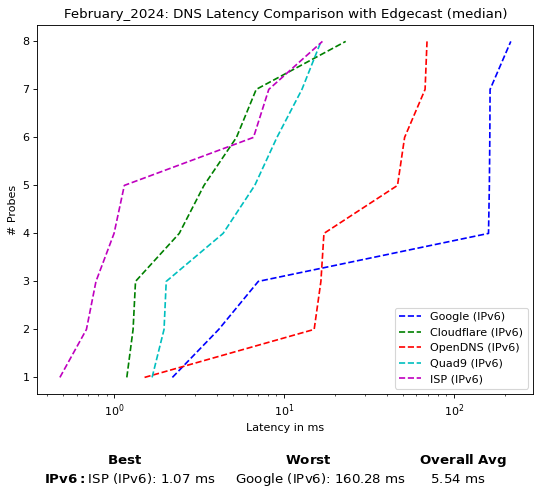 February_2024: DNS Latency Comparison with Edgecast (median)
8
7
6
5
4
3
2
1
# Probes
Google (IPv6)
Cloudflare (IPv6)
OpenDNS (IPv6)
Quad9 (IPv6)
ISP (IPv6)
10⁰ 10¹ 10²
Latency in ms
Best Worst Overall Avg
IPv6: ISP (IPv6): 1.07 ms Google (IPv6): 160.28 ms 5.54 ms